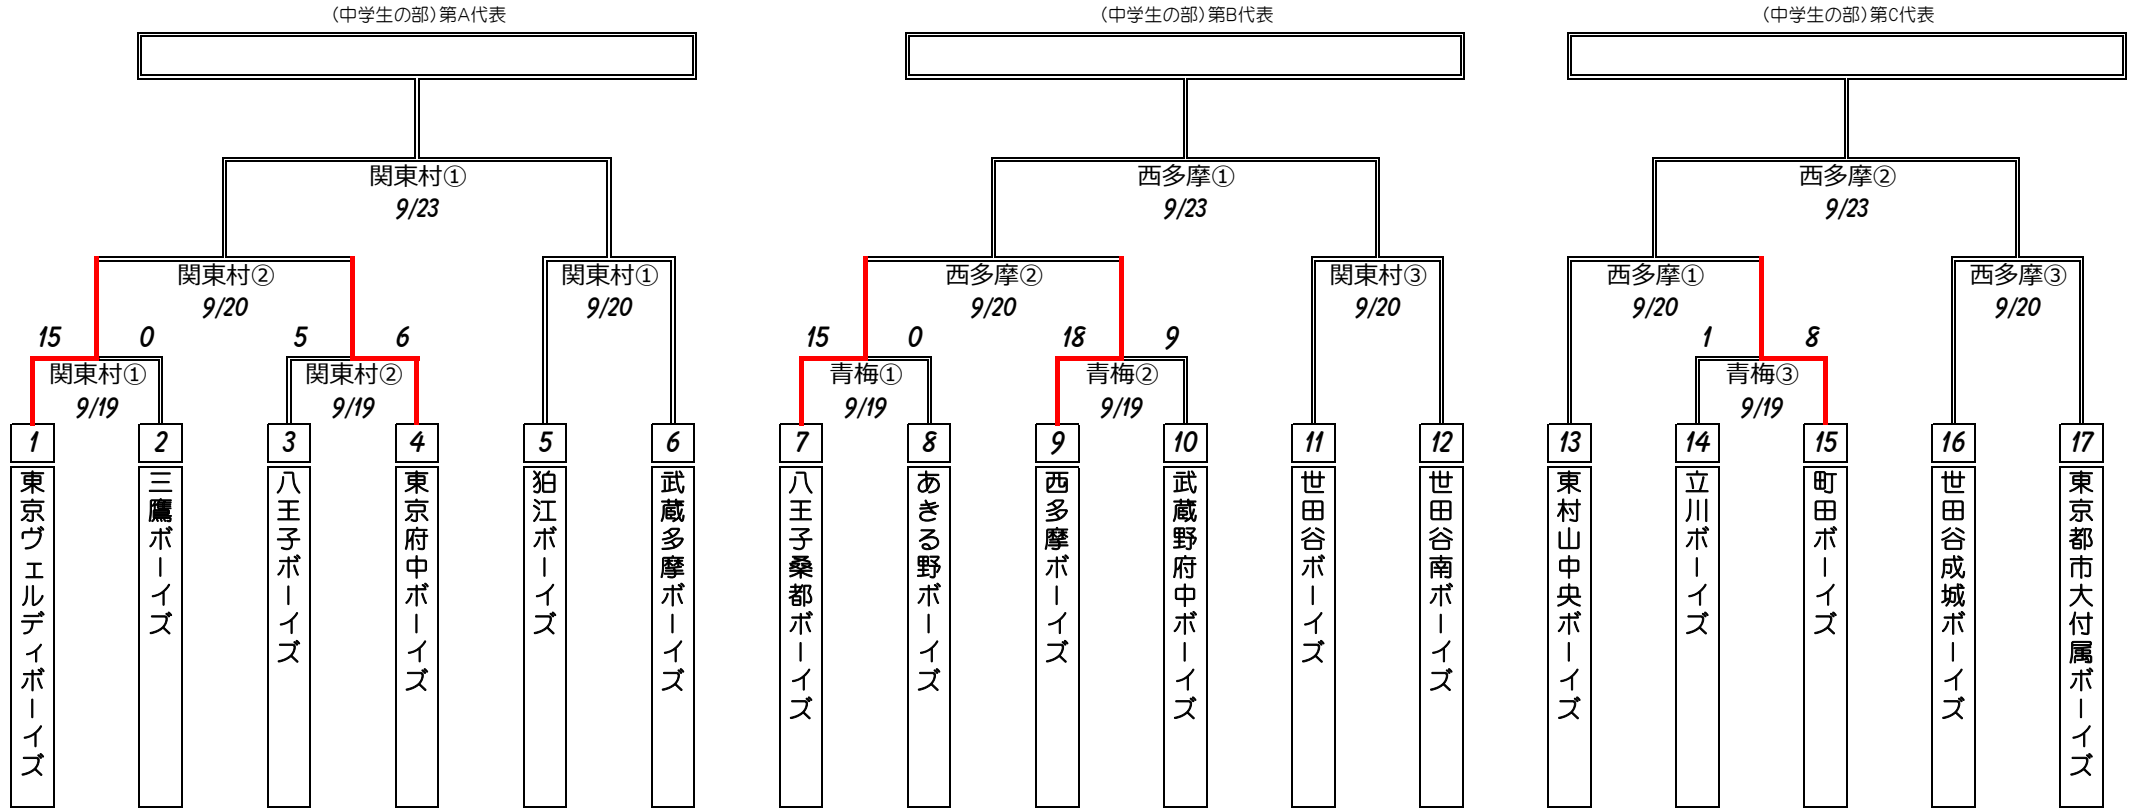 (中学生の部)第A代表
(中学生の部)第B代表
(中学生の部)第C代表
関東村①
9/23
西多摩①
9/23
西多摩②
9/23
関東村②
9/20
関東村①
9/20
西多摩②
9/20
関東村③
9/20
西多摩①
9/20
西多摩③
9/20
15 0
関東村①
9/19
5 6
関東村②
9/19
15 0
青梅①
9/19
18 9
青梅②
9/19
1 8
青梅③
9/19
1
東京ヴェルディボーイズ
2
三鷹ボーイズ
3
八王子ボーイズ
4
東京府中ボーイズ
5
狛江ボーイズ
6
武蔵多摩ボーイズ
7
八王子桑都ボーイズ
8
あきる野ボーイズ
9
西多摩ボーイズ
10
武蔵野府中ボーイズ
11
世田谷ボーイズ
12
世田谷南ボーイズ
13
東村山中央ボーイズ
14
立川ボーイズ
15
町田ボーイズ
16
世田谷成城ボーイズ
17
東京都市大付属ボーイズ